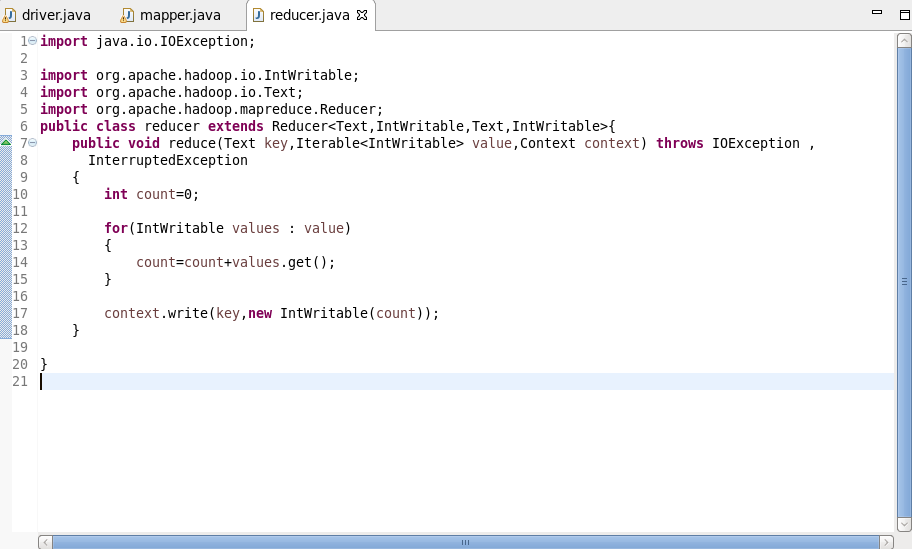 driver.java mapper.java reducer.java
1 import java.io.IOException;
2
3 import org.apache.hadoop.io.IntWritable;
4 import org.apache.hadoop.io.Text;
5 import org.apache.hadoop.mapreduce.Reducer;
6 public class reducer extends Reducer<Text,IntWritable,Text,IntWritable>{
7     public void reduce(Text key,Iterable<IntWritable> value,Context context) throws IOException ,
8       InterruptedException
9     {
10         int count=0;
11
12         for(IntWritable values : value)
13         {
14             count=count+values.get();
15         }
16
17         context.write(key,new IntWritable(count));
18     }
19
20 }
21